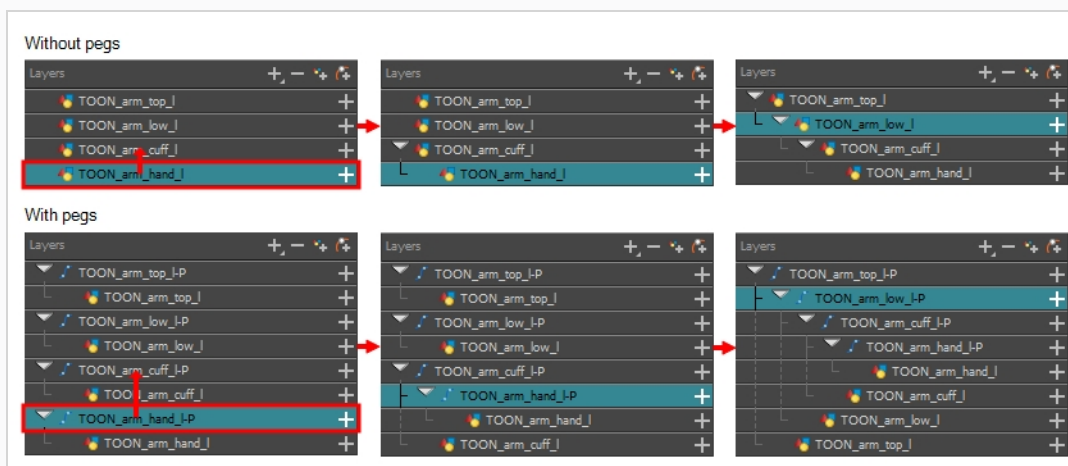 Without pegs
Layers
TOON_arm_top_l
TOON_arm_low_l
TOON_arm_cuff_l
TOON_arm_hand_l
Layers
TOON_arm_top_l
TOON_arm_low_l
TOON_arm_cuff_l
TOON_arm_hand_l
Layers
TOON_arm_top_l
TOON_arm_low_l
TOON_arm_cuff_l
TOON_arm_hand_l
With pegs
Layers
TOON_arm_top_l-P
TOON_arm_top_l
TOON_arm_low_l-P
TOON_arm_low_l
TOON_arm_cuff_l-P
TOON_arm_cuff_l
TOON_arm_hand_l-P
TOON_arm_hand_l
Layers
TOON_arm_top_l-P
TOON_arm_top_l
TOON_arm_low_l-P
TOON_arm_low_l
TOON_arm_cuff_l-P
TOON_arm_hand_l-P
TOON_arm_hand_l
TOON_arm_cuff_l
Layers
TOON_arm_top_l-P
TOON_arm_low_l-P
TOON_arm_cuff_l-P
TOON_arm_hand_l-P
TOON_arm_hand_l
TOON_arm_cuff_l
TOON_arm_low_l
TOON_arm_top_l